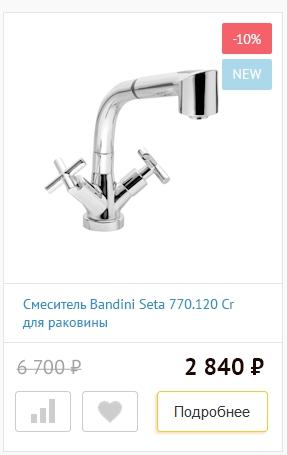 -10%
NEW
Смеситель Bandini Seta 770.120 Cr
для раковины
6 700 ₽
2 840 ₽
Подробнее